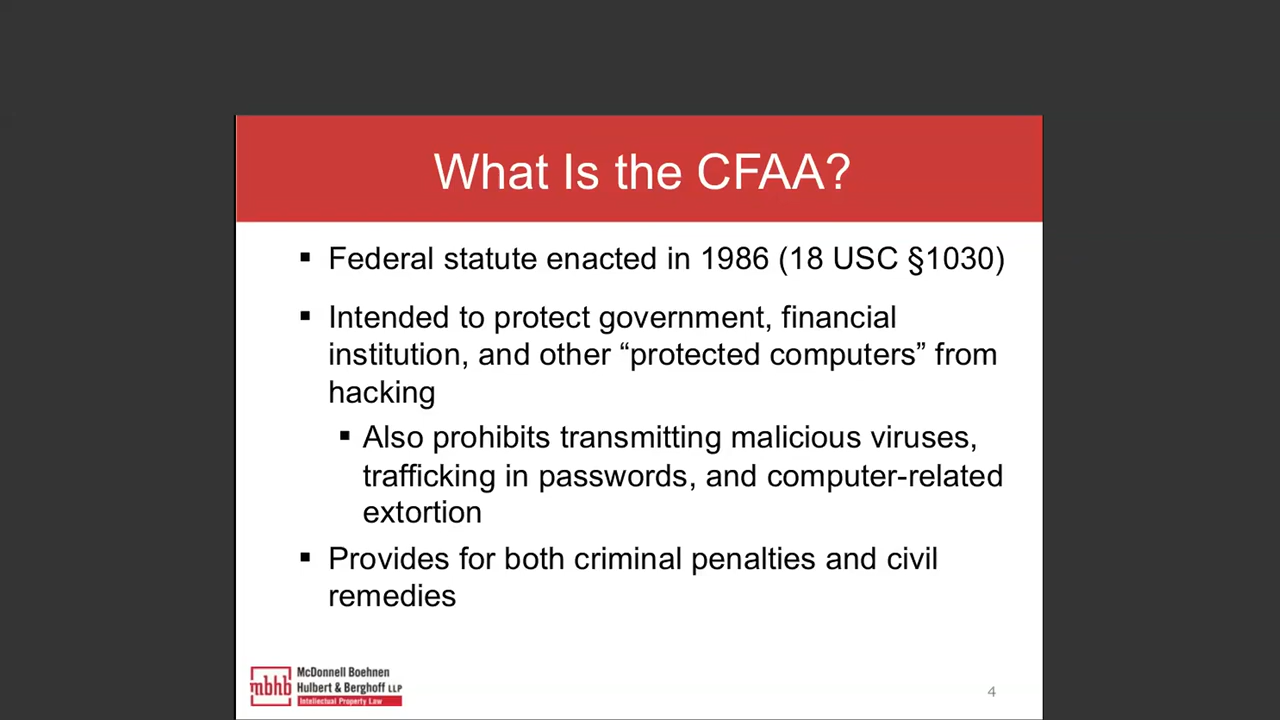 What Is the CFAA?
▪ Federal statute enacted in 1986 (18 USC §1030)
▪ Intended to protect government, financial
institution, and other “protected computers” from
hacking
▪ Also prohibits transmitting malicious viruses,
trafficking in passwords, and computer-related
extortion
▪ Provides for both criminal penalties and civil
remedies
mbhb
McDonnell Boehnen
Hulbert & Berghoff LLP
Intellectual Property Law
4